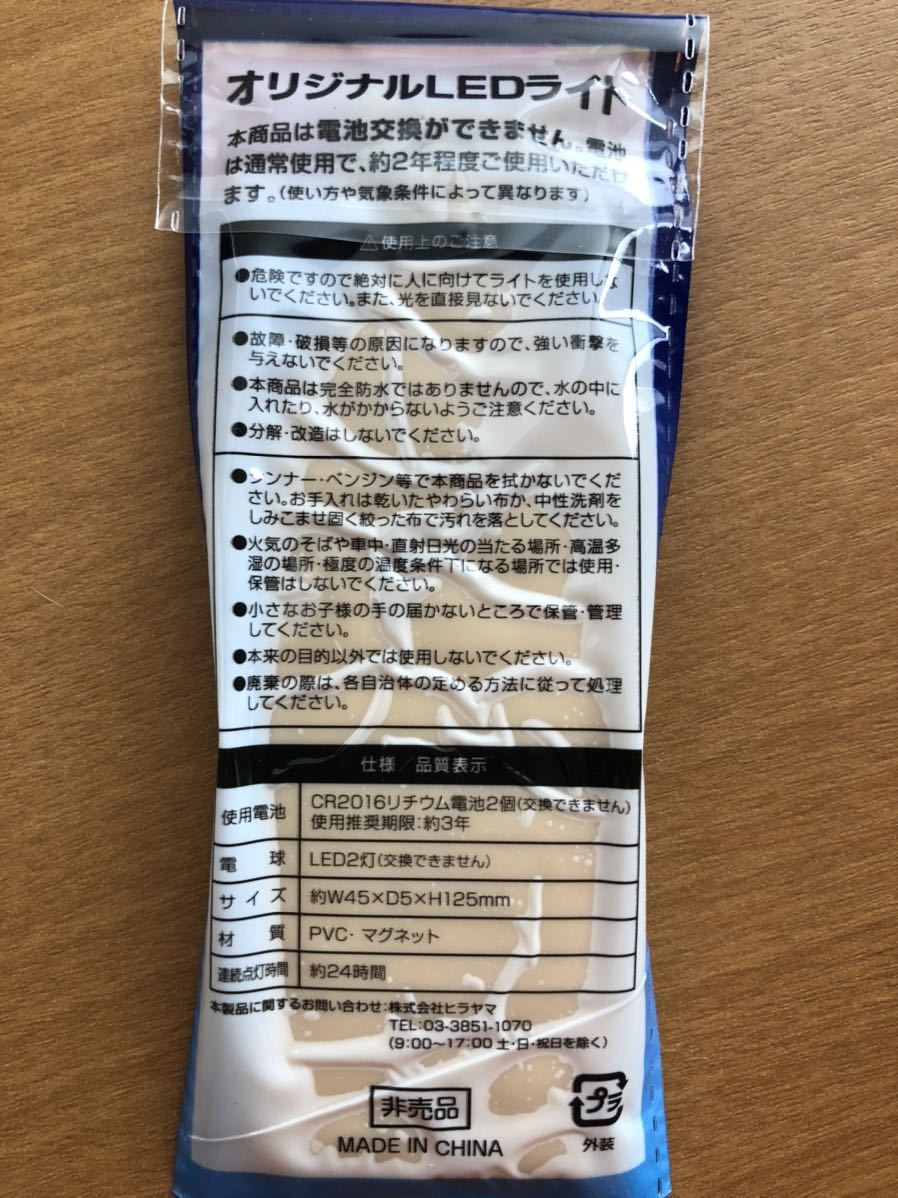 オリジナルLEDライト
本商品は電池交換ができません。電池
は通常使用で、約2年程度ご使用いただけ
ます。(使い方や気象条件によって異なります)
⚠使用上のご注意
●危険ですので絶対に人に向けてライトを使用しな
いでください。また、光を直接見ないでください。
●故障・破損等の原因になりますので、強い衝撃を
与えないでください。
●本商品は完全防水ではありませんので、水の中に
入れたり、水がかからないようご注意ください。
●分解・改造はしないでください。
●シンナー・ベンジン等で本商品を拭かないでくだ
さい。お手入れは乾いたやわらい布か、中性洗剤を
しみこませ固く絞った布で汚れを落としてください。
●火気のそばや車中・直射日光の当たる場所・高温多
湿の場所・極度の温度条件下になる場所では使用・
保管はしないでください。
●小さなお子様の手の届かないところで保管・管理
してください。
●本来の目的以外では使用しないでください。
●廃棄の際は、各自治体の定める方法に従って処理
してください。
仕様/品質表示
使用電池 CR2016リチウム電池2個(交換できません)
使用推奨期限:約3年
電球 LED2灯(交換できません)
サイズ 約W45×D5×H125mm
材質 PVC・マグネット
連続点灯時間 約24時間
本製品に関するお問い合わせ:株式会社ヒラヤマ
TEL:03-3851-1070
(9:00〜17:00 土・日・祝日を除く)
非売品
プラ
MADE IN CHINA
外装